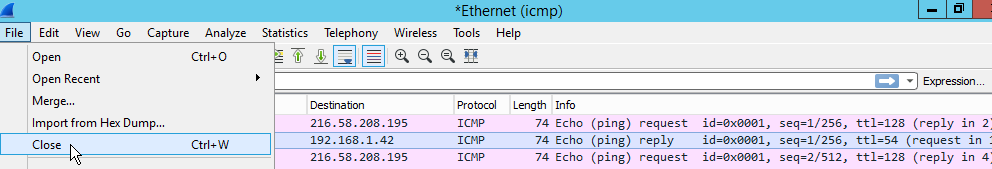 *Ethernet (icmp)
File Edit View Go Capture Analyze Statistics Telephony Wireless Tools Help
Open Ctrl+O
Open Recent
Merge...
Import from Hex Dump...
Close Ctrl+W
Expression...
Destination Protocol Length Info
216.58.208.195 ICMP 74 Echo (ping) request id=0x0001, seq=1/256, ttl=128 (reply in 2)
192.168.1.42 ICMP 74 Echo (ping) reply id=0x0001, seq=1/256, ttl=54 (request in 1
216.58.208.195 ICMP 74 Echo (ping) request id=0x0001, seq=2/512, ttl=128 (reply in 4)